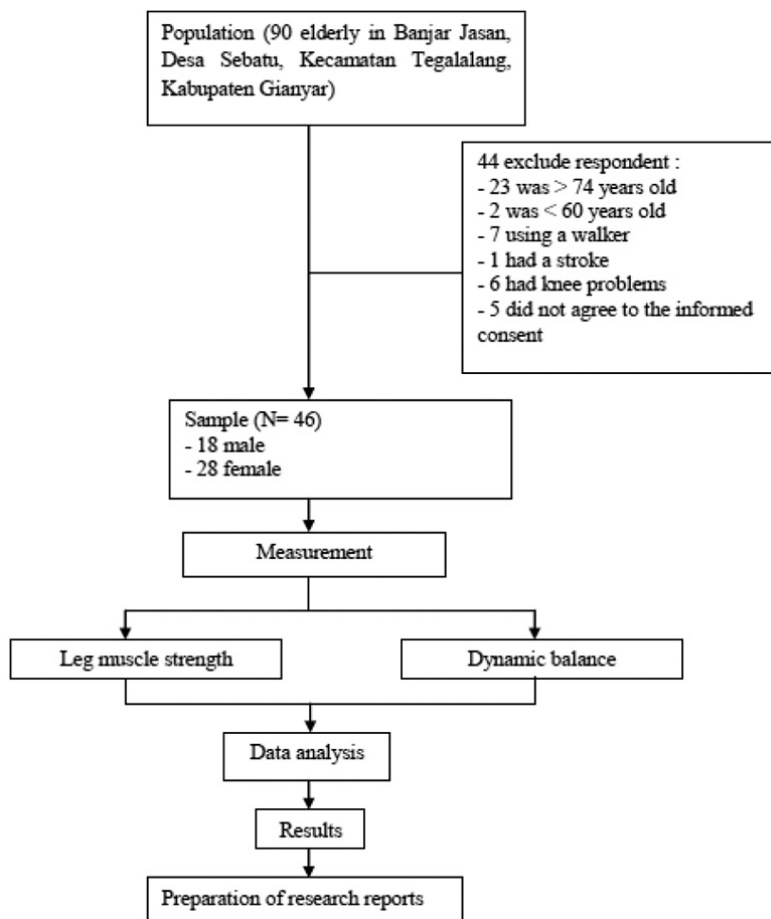 Population (90 elderly in Banjar Jasan,
Desa Sebatu, Kecamatan Tegalalang,
Kabupaten Gianyar)
44 exclude respondent :
- 23 was > 74 years old
- 2 was < 60 years old
- 7 using a walker
- 1 had a stroke
- 6 had knee problems
- 5 did not agree to the informed
consent
Sample (N= 46)
- 18 male
- 28 female
Measurement
Leg muscle strength
Dynamic balance
Data analysis
Results
Preparation of research reports